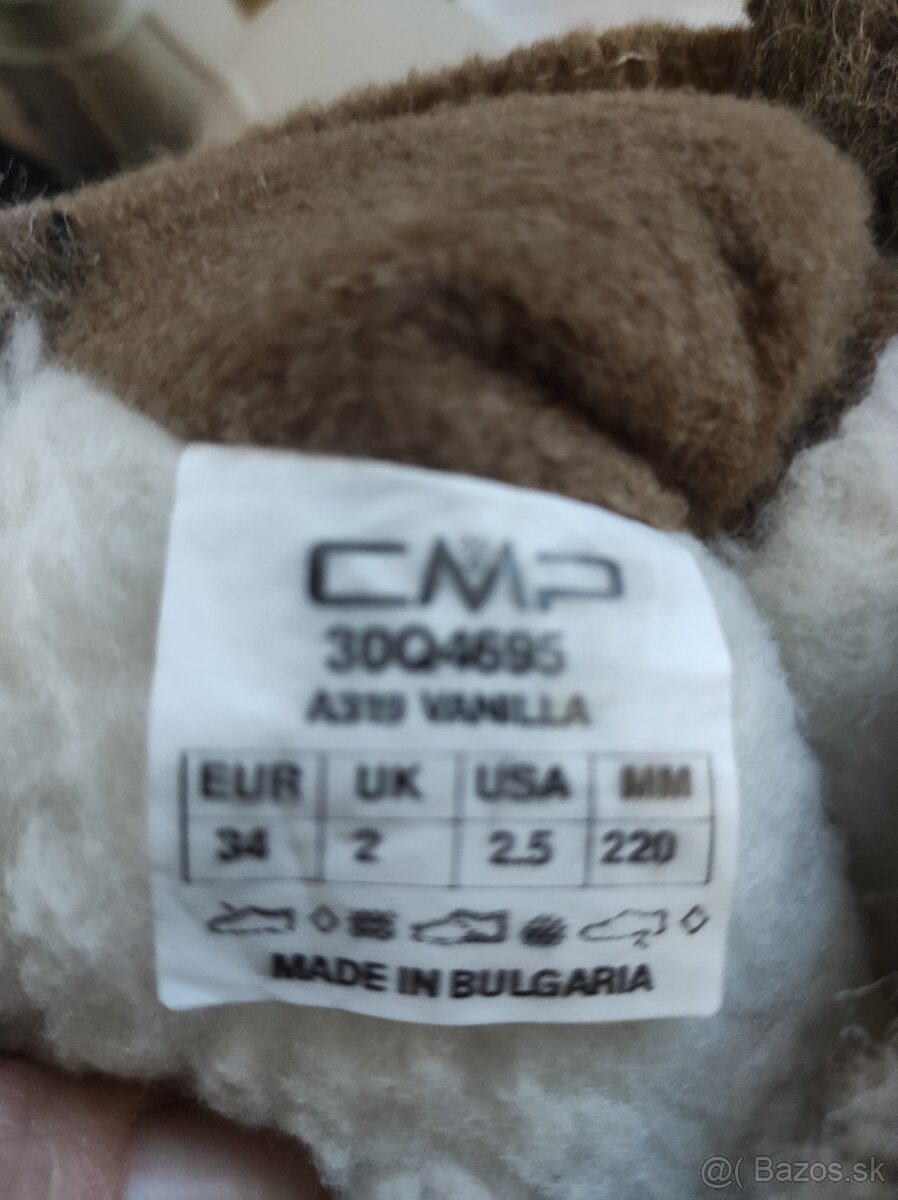 CMP
30Q4695
A319 VANILLA
EUR UK USA MM
34 2 2.5 220
MADE IN BULGARIA
@( Bazos.sk